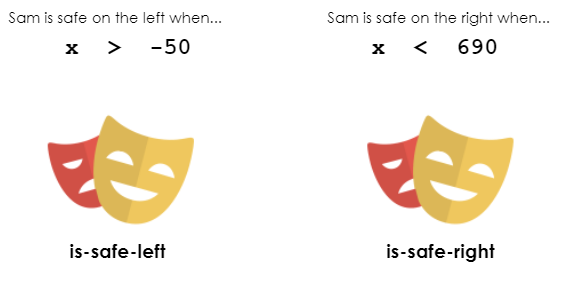 Sam is safe on the left when...
x > -50
is-safe-left
Sam is safe on the right when...
x < 690
is-safe-right